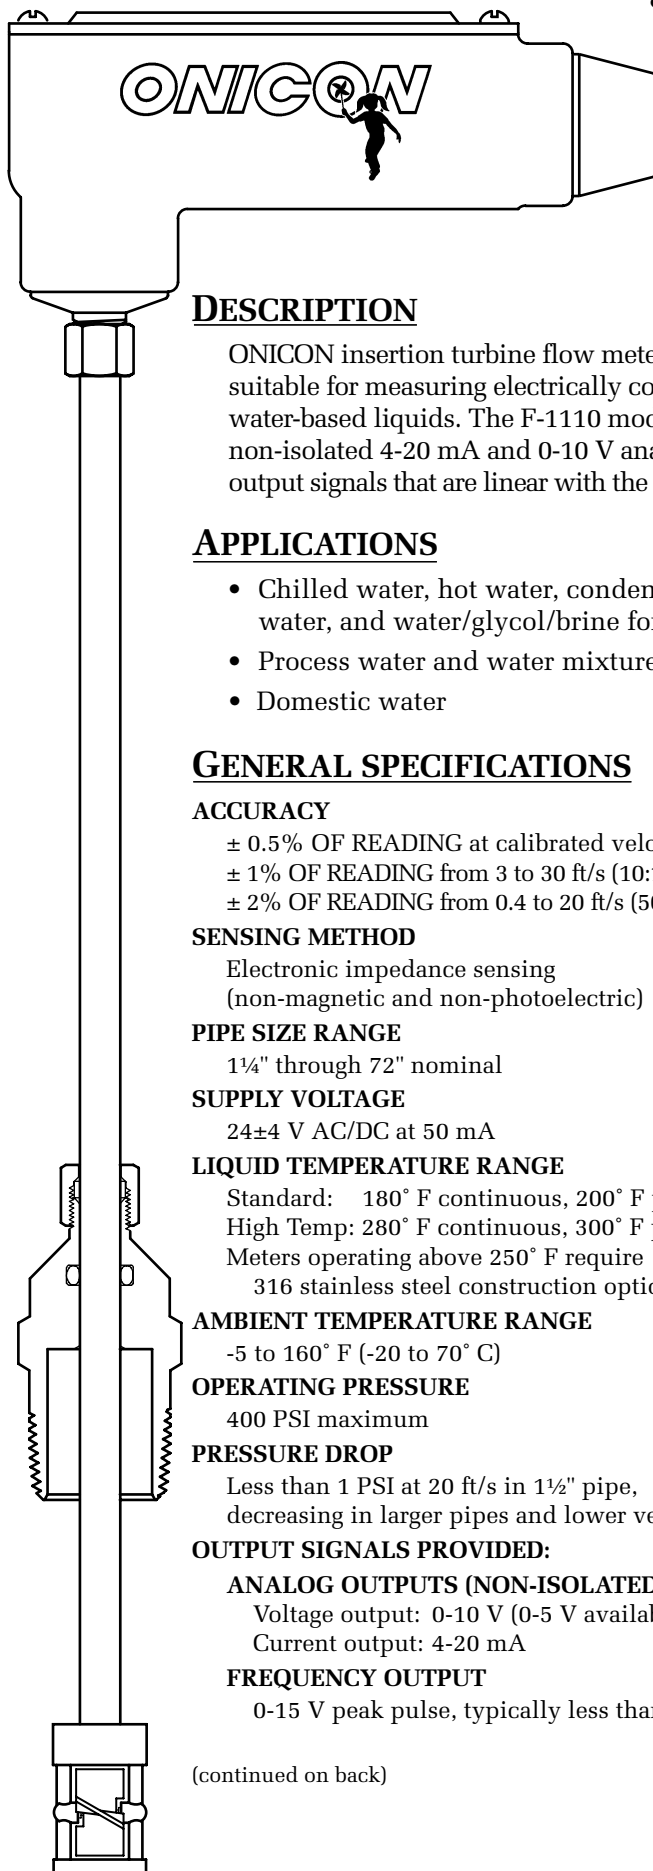 ONICON
DESCRIPTION
ONICON insertion turbine flow mete
suitable for measuring electrically co
water-based liquids. The F-1110 mod
non-isolated 4-20 mA and 0-10 V ana
output signals that are linear with the
APPLICATIONS
• Chilled water, hot water, conden
water, and water/glycol/brine fo
• Process water and water mixture
• Domestic water
GENERAL SPECIFICATIONS
ACCURACY
± 0.5% OF READING at calibrated velo
± 1% OF READING from 3 to 30 ft/s (10:
± 2% OF READING from 0.4 to 20 ft/s (50
SENSING METHOD
Electronic impedance sensing
(non-magnetic and non-photoelectric)
PIPE SIZE RANGE
1¼" through 72" nominal
SUPPLY VOLTAGE
24±4 V AC/DC at 50 mA
LIQUID TEMPERATURE RANGE
Standard: 180˚ F continuous, 200˚ F p
High Temp: 280˚ F continuous, 300˚ F p
Meters operating above 250˚ F require
316 stainless steel construction optio
AMBIENT TEMPERATURE RANGE
-5 to 160˚ F (-20 to 70˚ C)
OPERATING PRESSURE
400 PSI maximum
PRESSURE DROP
Less than 1 PSI at 20 ft/s in 1½" pipe,
decreasing in larger pipes and lower ve
OUTPUT SIGNALS PROVIDED:
ANALOG OUTPUTS (NON-ISOLATED
Voltage output: 0-10 V (0-5 V availab
Current output: 4-20 mA
FREQUENCY OUTPUT
0-15 V peak pulse, typically less than
(continued on back)